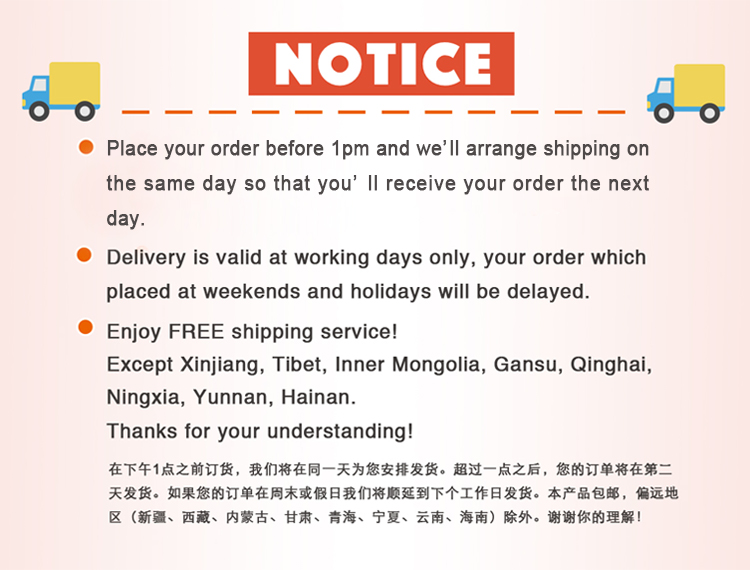 NOTICE
Place your order before 1pm and we'll arrange shipping on
the same day so that you' ll receive your order the next
day.
Delivery is valid at working days only, your order which
placed at weekends and holidays will be delayed.
Enjoy FREE shipping service!
Except Xinjiang, Tibet, Inner Mongolia, Gansu, Qinghai,
Ningxia, Yunnan, Hainan.
Thanks for your understanding!
在下午1点之前订货，我们将在同一天为您安排发货。超过一点之后，您的订单将在第二
天发货。如果您的订单在周末或假日我们将顺延到下个工作日发货。本产品包邮，偏远地
区（新疆、西藏、内蒙古、甘肃、青海、宁夏、云南、海南）除外。谢谢你的理解！